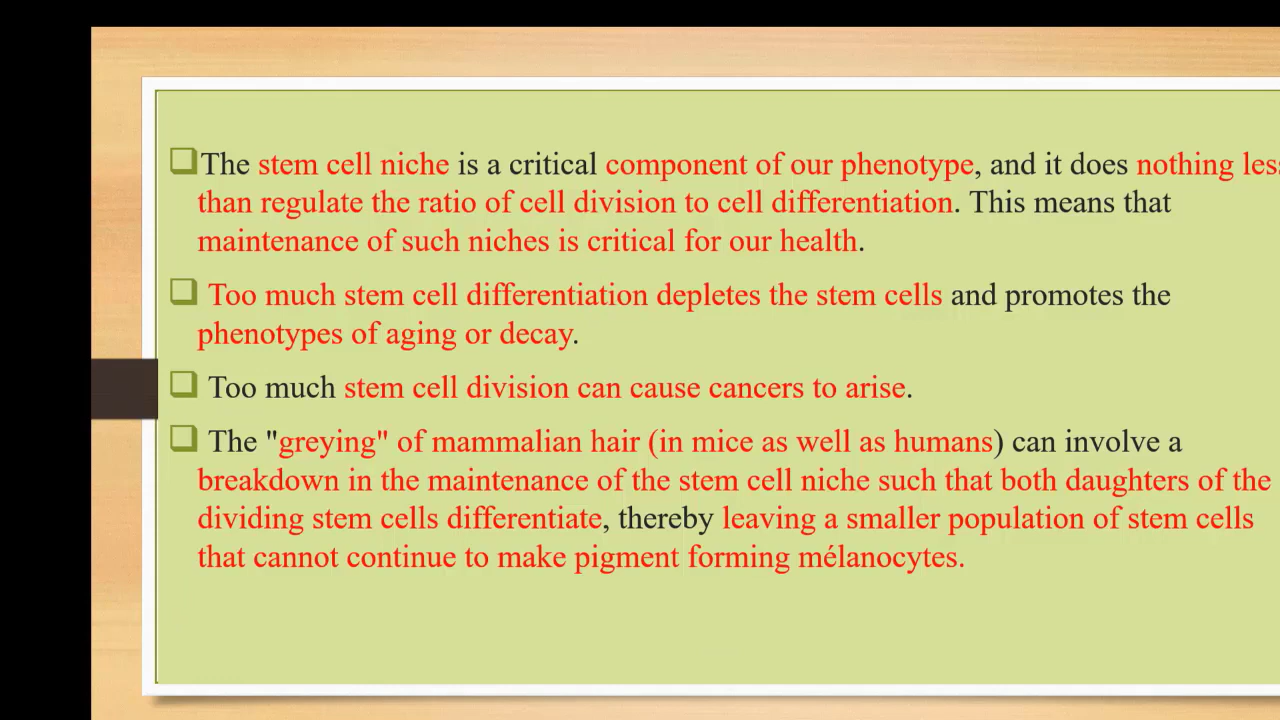 The stem cell niche is a critical component of our phenotype, and it does nothing less
than regulate the ratio of cell division to cell differentiation. This means that
maintenance of such niches is critical for our health.
Too much stem cell differentiation depletes the stem cells and promotes the
phenotypes of aging or decay.
Too much stem cell division can cause cancers to arise.
The "greying" of mammalian hair (in mice as well as humans) can involve a
breakdown in the maintenance of the stem cell niche such that both daughters of the
dividing stem cells differentiate, thereby leaving a smaller population of stem cells
that cannot continue to make pigment forming mélanocytes.